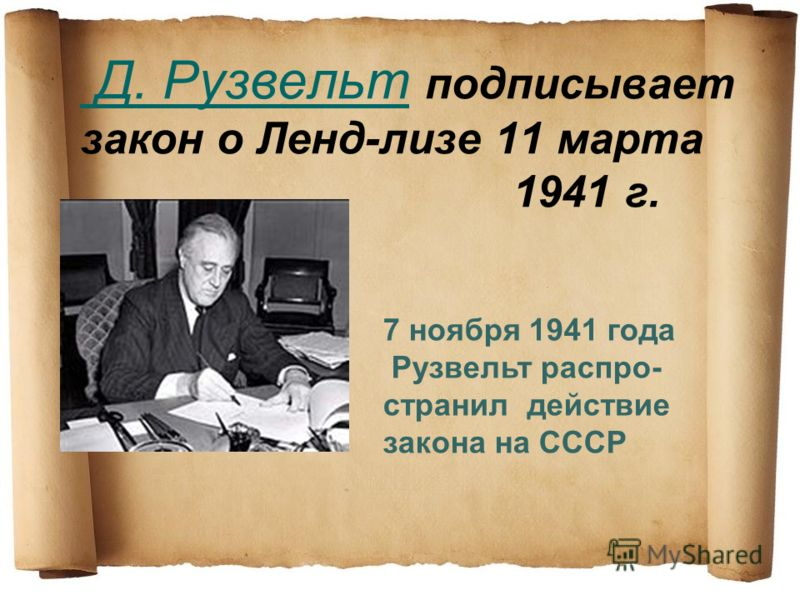 Д. Рузвельт подписывает
закон о Ленд-лизе 11 марта
1941 г.
7 ноября 1941 года
Рузвельт распро-
странил действие
закона на СССР
MyShared